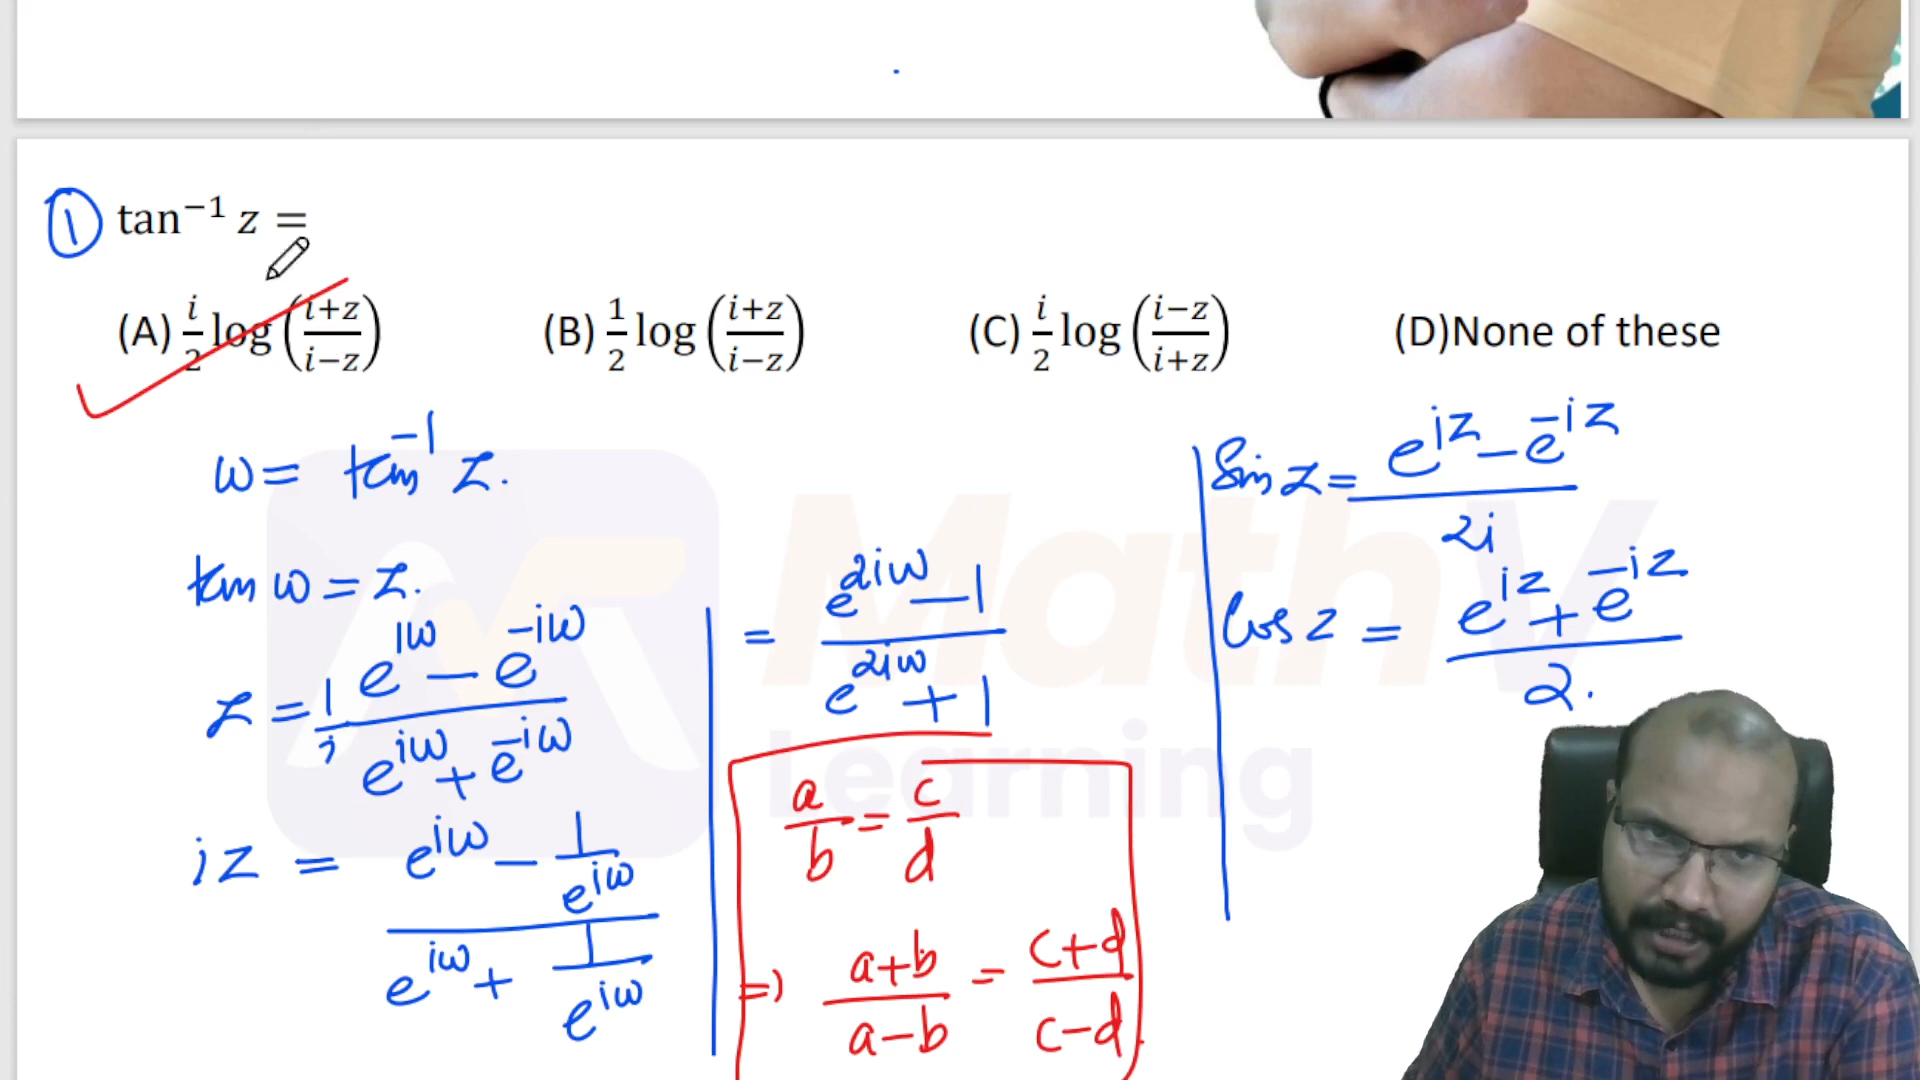 ① tan⁻¹ z =
(A) i/2 log((i+z)/(i−z)) (B) 1/2 log((i+z)/(i−z)) (C) i/2 log((i−z)/(i+z)) (D)None of these
w = tan⁻¹ z.
tan w = z.
z = 1/i (e^{iw} − e^{−iw})/(e^{iw} + e^{−iw})
iz = (e^{iw} − 1/e^{iw})/(e^{iw} + 1/e^{iw})
= (e^{2iw} − 1)/(e^{2iw} + 1)
a/b = c/d
⇒ (a+b)/(a−b) = (c+d)/(c−d).
Sin z = (e^{iz} − e^{−iz})/2i
Cos z = (e^{iz} + e^{−iz})/2.
MathV
Learning